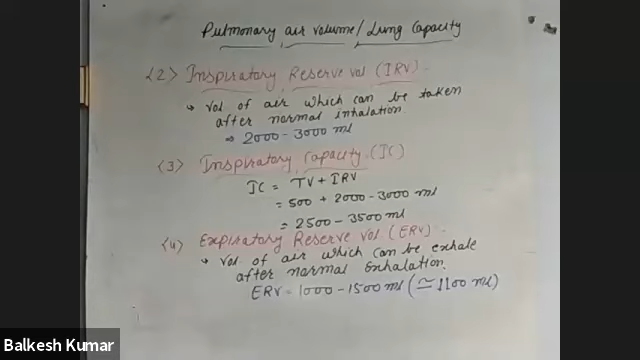 Pulmonary air volume/Lung Capacity
(2) Inspiratory Reserve vol (IRV)
→ Vol of air which can be taken
after normal inhalation.
⇒ 2000-3000 ml
(3) Inspiratory Capacity (IC)
IC = TV + IRV
= 500 + 2000-3000 ml
= 2500-3500 ml
(4) Expiratory Reserve vol (ERV)
→ Vol. of air which can be exhale
after normal exhalation.
ERV = 1000-1500 ml (≅ 1100 ml)
Balkesh Kumar